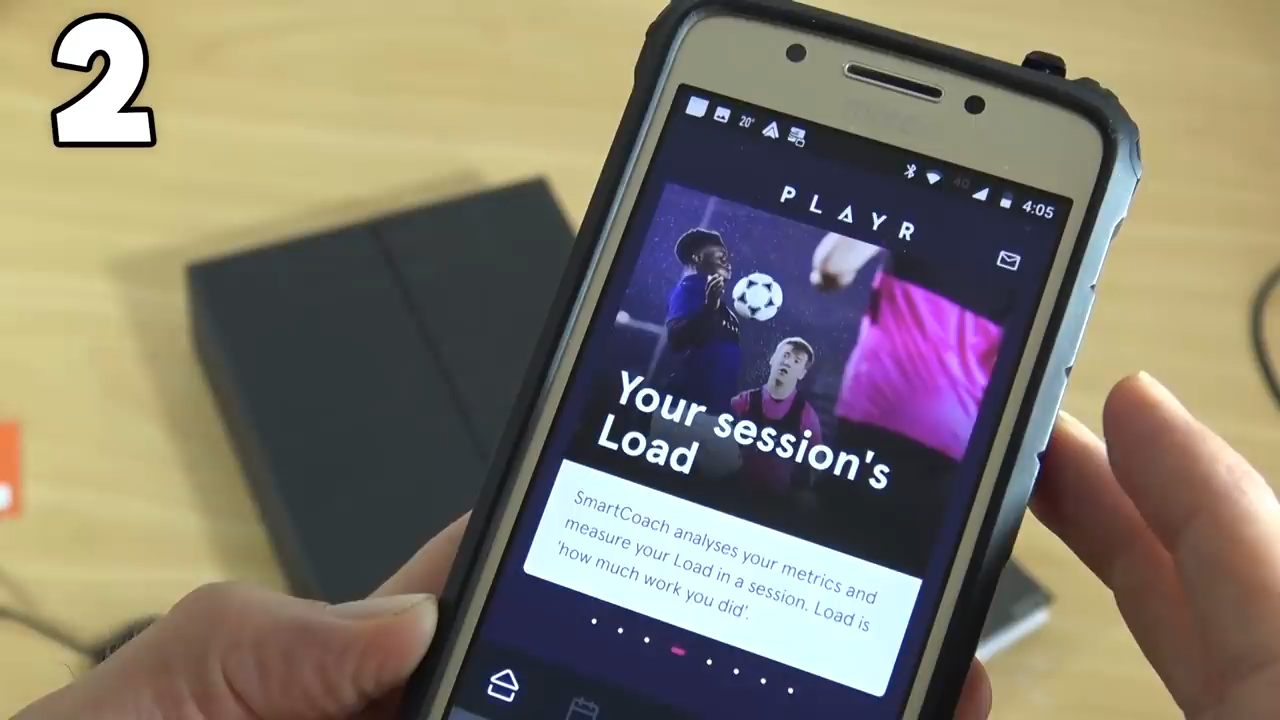 2
20°
4G
4:05
PLAYR
Your session's
Load
SmartCoach analyses your metrics and
measure your Load in a session. Load is
'how much work you did'.